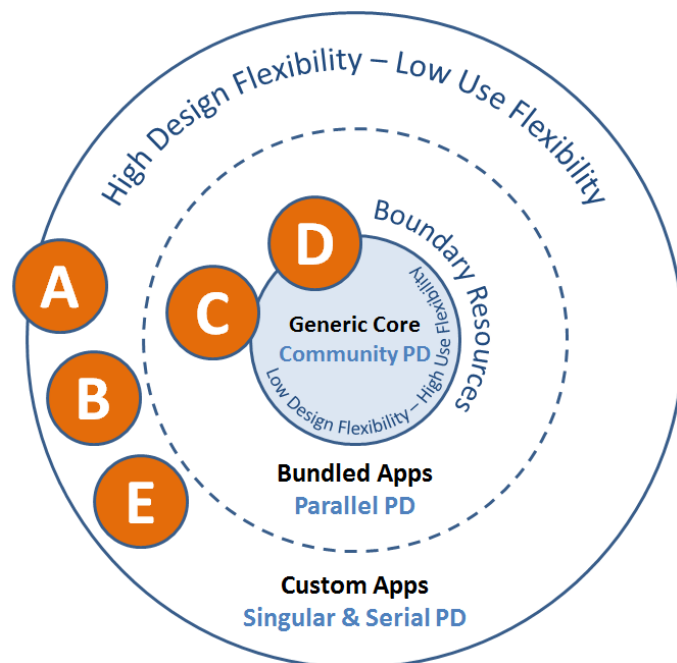 High Design Flexibility – Low Use Flexibility
Boundary Resources
D
A
C
B
E
Generic Core
Community PD
Low Design Flexibility – High Use Flexibility
Bundled Apps
Parallel PD
Custom Apps
Singular & Serial PD